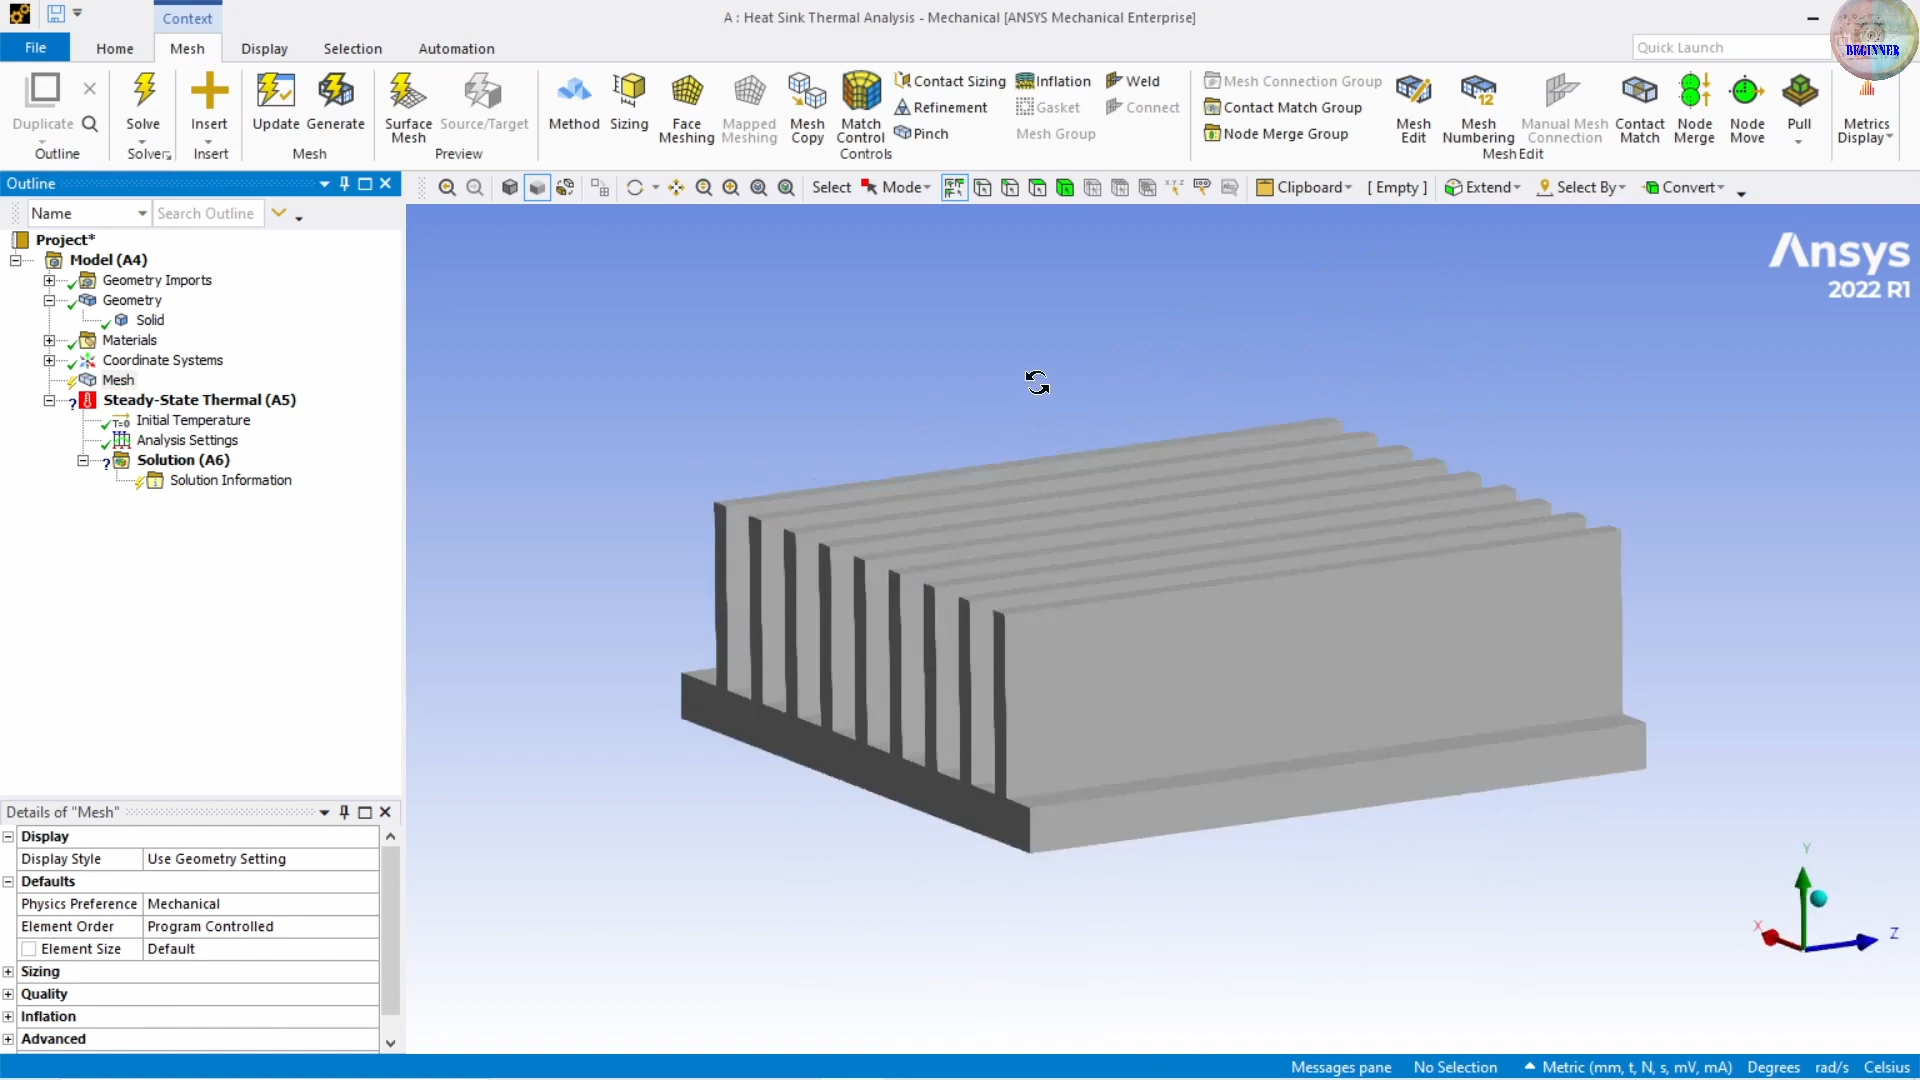 Context
A : Heat Sink Thermal Analysis - Mechanical [ANSYS Mechanical Enterprise]
File Home Mesh Display Selection Automation
Quick Launch
BEGINNER
Duplicate
Outline
Solve
Solver
Insert
Insert
Update Generate
Mesh
Surface Mesh Source/Target
Preview
Method Sizing Face Meshing Mapped Meshing Mesh Copy Match Control
Contact Sizing Inflation Weld
Refinement Gasket Connect
Pinch Mesh Group
Controls
Mesh Connection Group
Contact Match Group
Node Merge Group
Mesh Edit Mesh Numbering Manual Mesh Connection Contact Match Node Merge Node Move Pull
Mesh Edit
Metrics Display
Outline
Name Search Outline
Select Mode Clipboard [ Empty ] Extend Select By Convert
Project*
Model (A4)
Geometry Imports
Geometry
Solid
Materials
Coordinate Systems
Mesh
Steady-State Thermal (A5)
T=0 Initial Temperature
Analysis Settings
Solution (A6)
Solution Information
Ansys
2022 R1
Details of "Mesh"
Display
Display Style Use Geometry Setting
Defaults
Physics Preference Mechanical
Element Order Program Controlled
Element Size Default
Sizing
Quality
Inflation
Advanced
Y
X
Z
Messages pane No Selection Metric (mm, t, N, s, mV, mA) Degrees rad/s Celsius